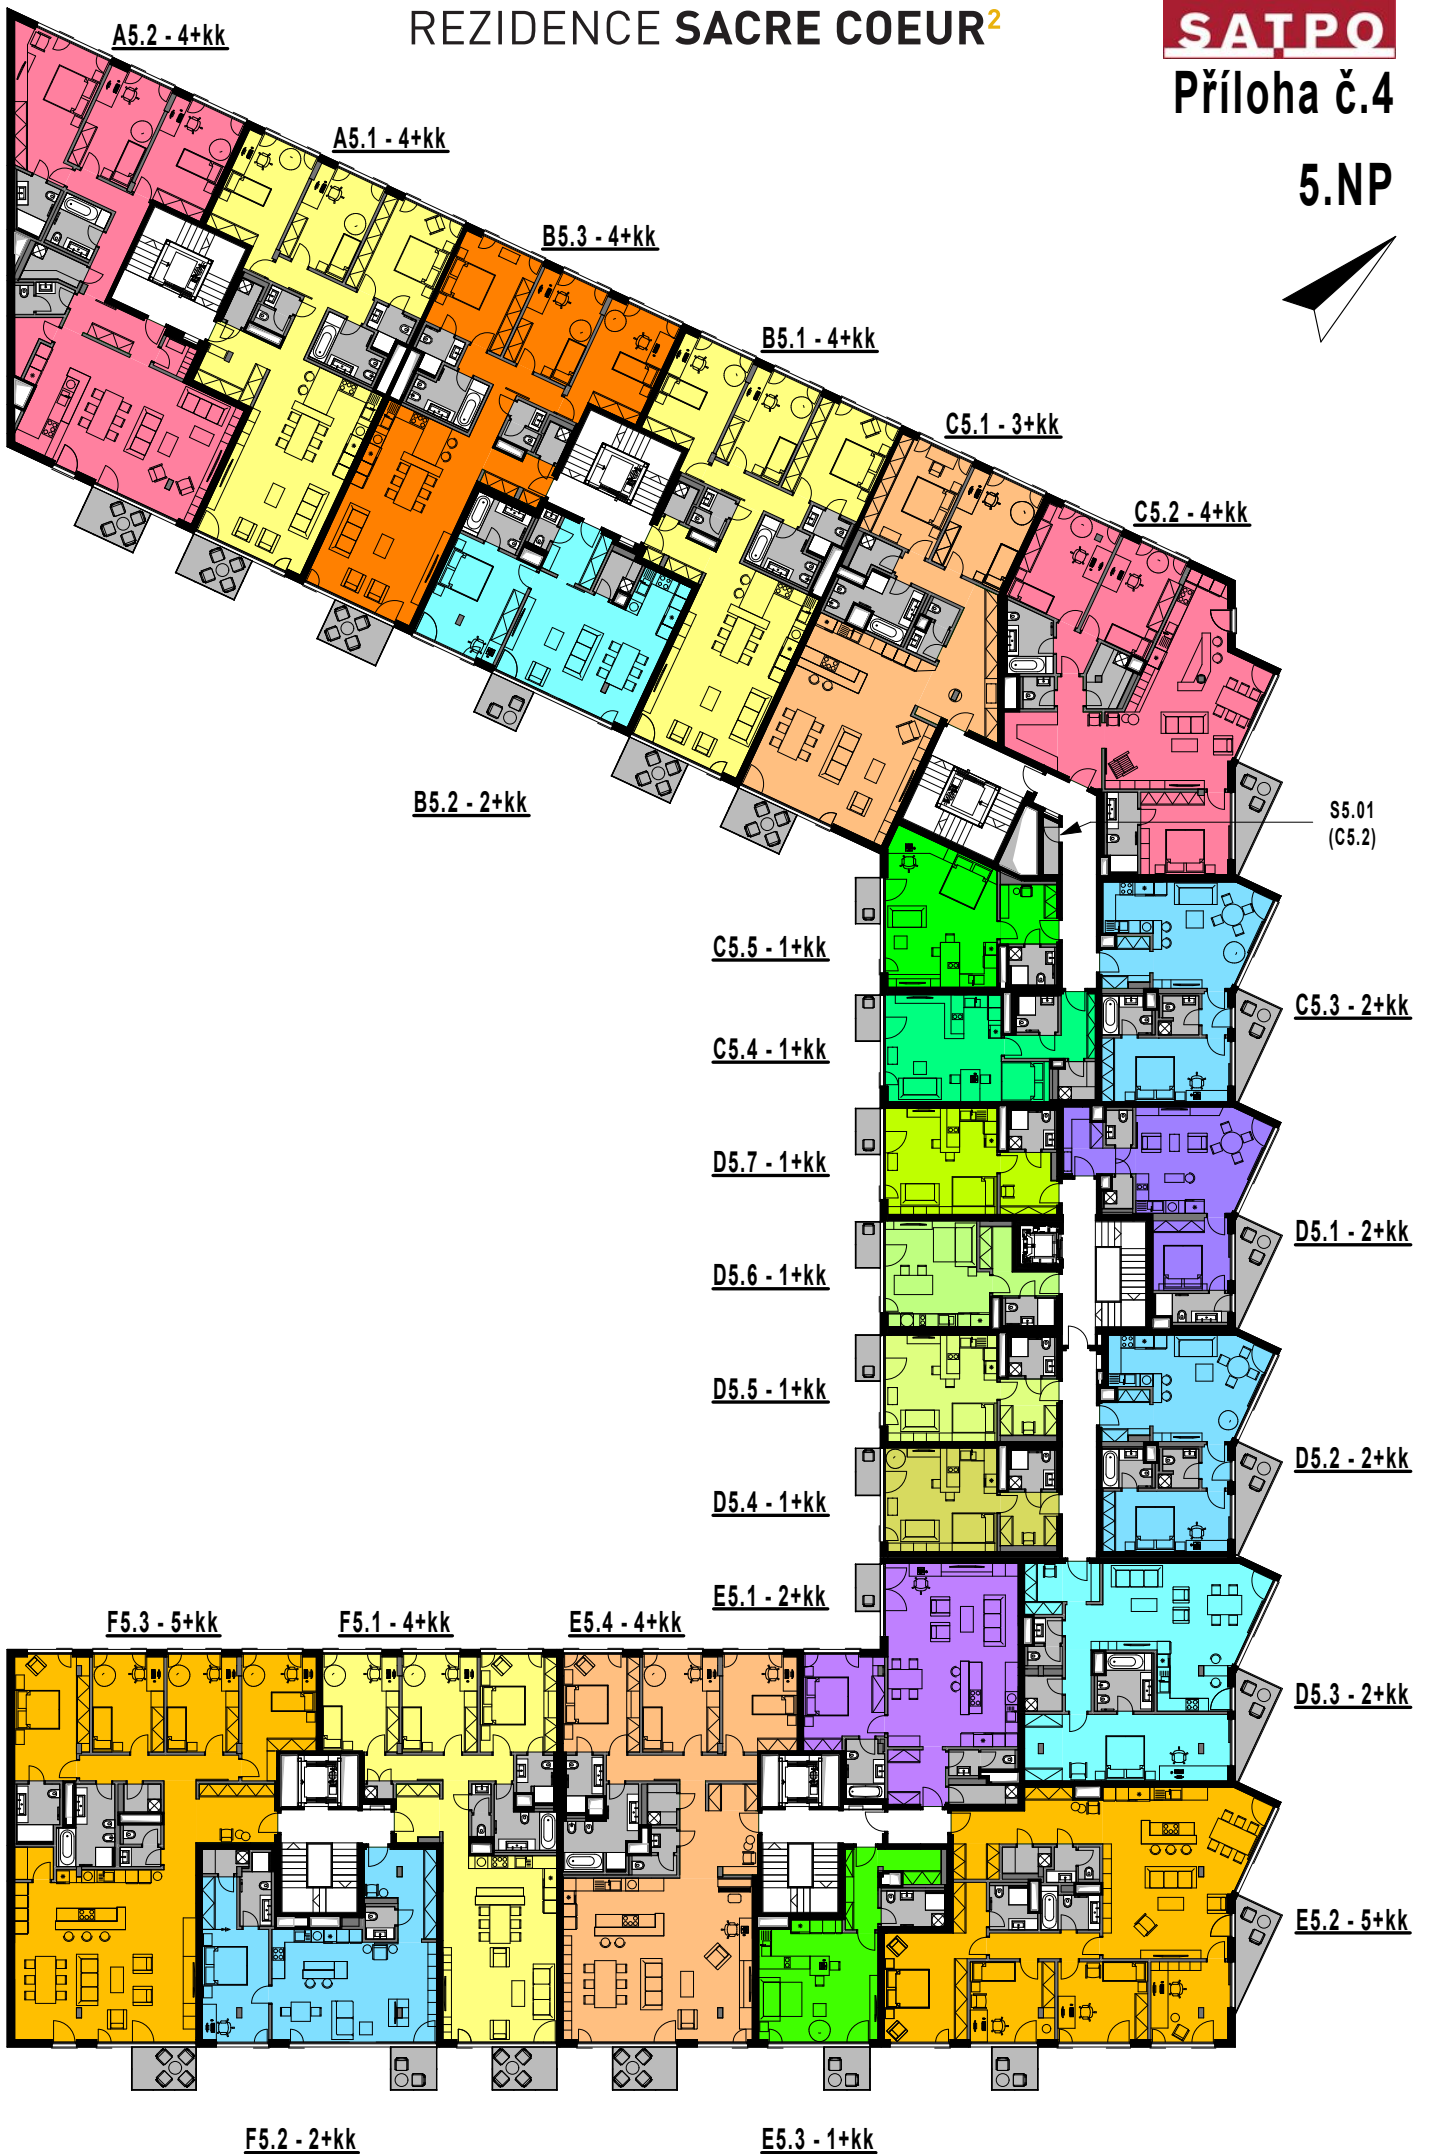 REZIDENCE SACRE COEUR²
SATPO
Příloha č.4
5.NP
A5.2 - 4+kk
A5.1 - 4+kk
B5.3 - 4+kk
B5.1 - 4+kk
C5.1 - 3+kk
C5.2 - 4+kk
B5.2 - 2+kk
S5.01
(C5.2)
C5.5 - 1+kk
C5.3 - 2+kk
C5.4 - 1+kk
D5.7 - 1+kk
D5.1 - 2+kk
D5.6 - 1+kk
D5.5 - 1+kk
D5.2 - 2+kk
D5.4 - 1+kk
E5.1 - 2+kk
F5.3 - 5+kk
F5.1 - 4+kk
E5.4 - 4+kk
D5.3 - 2+kk
E5.2 - 5+kk
F5.2 - 2+kk
E5.3 - 1+kk